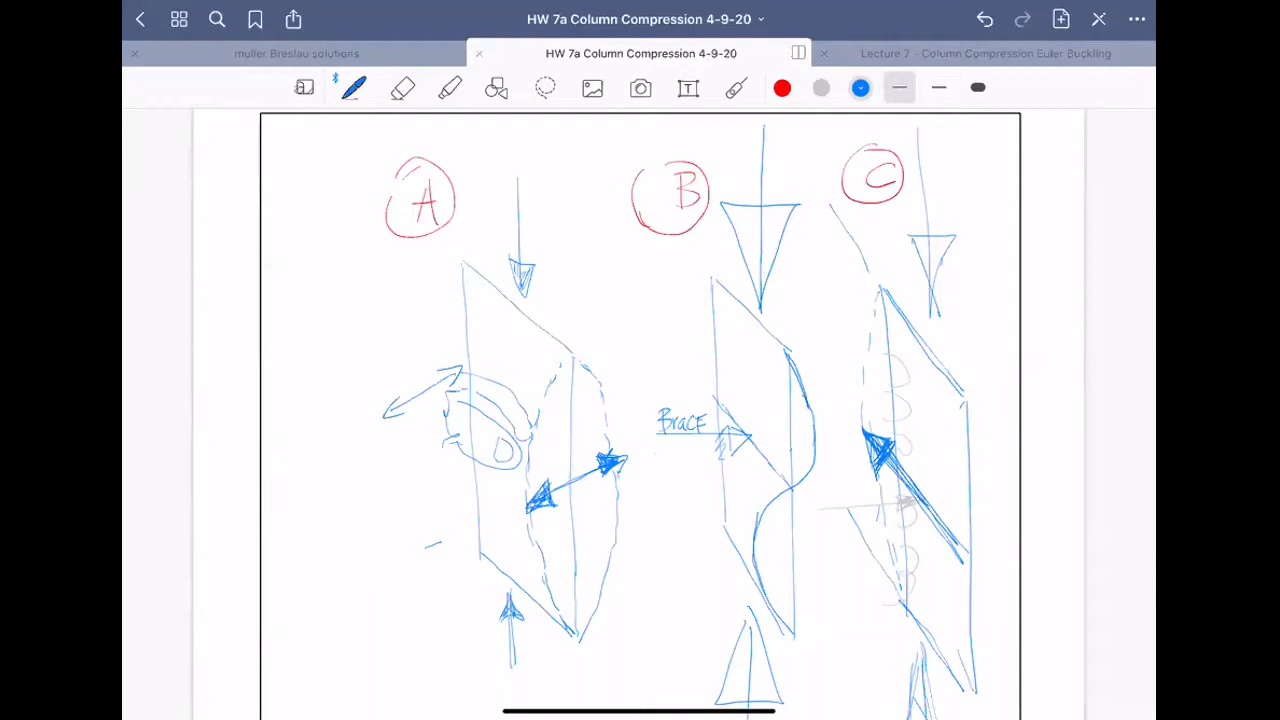 HW 7a Column Compression 4-9-20
muller Breslau solutions
HW 7a Column Compression 4-9-20
Lecture 7 - Column Compression Euler Buckling
T
A
B
C
BracE